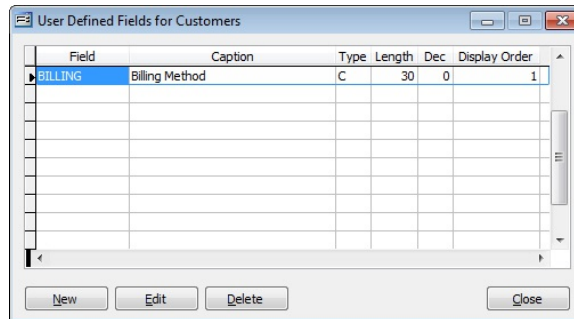 User Defined Fields for Customers
Field Caption Type Length Dec Display Order
BILLING Billing Method C 30 0 1
New Edit Delete Close